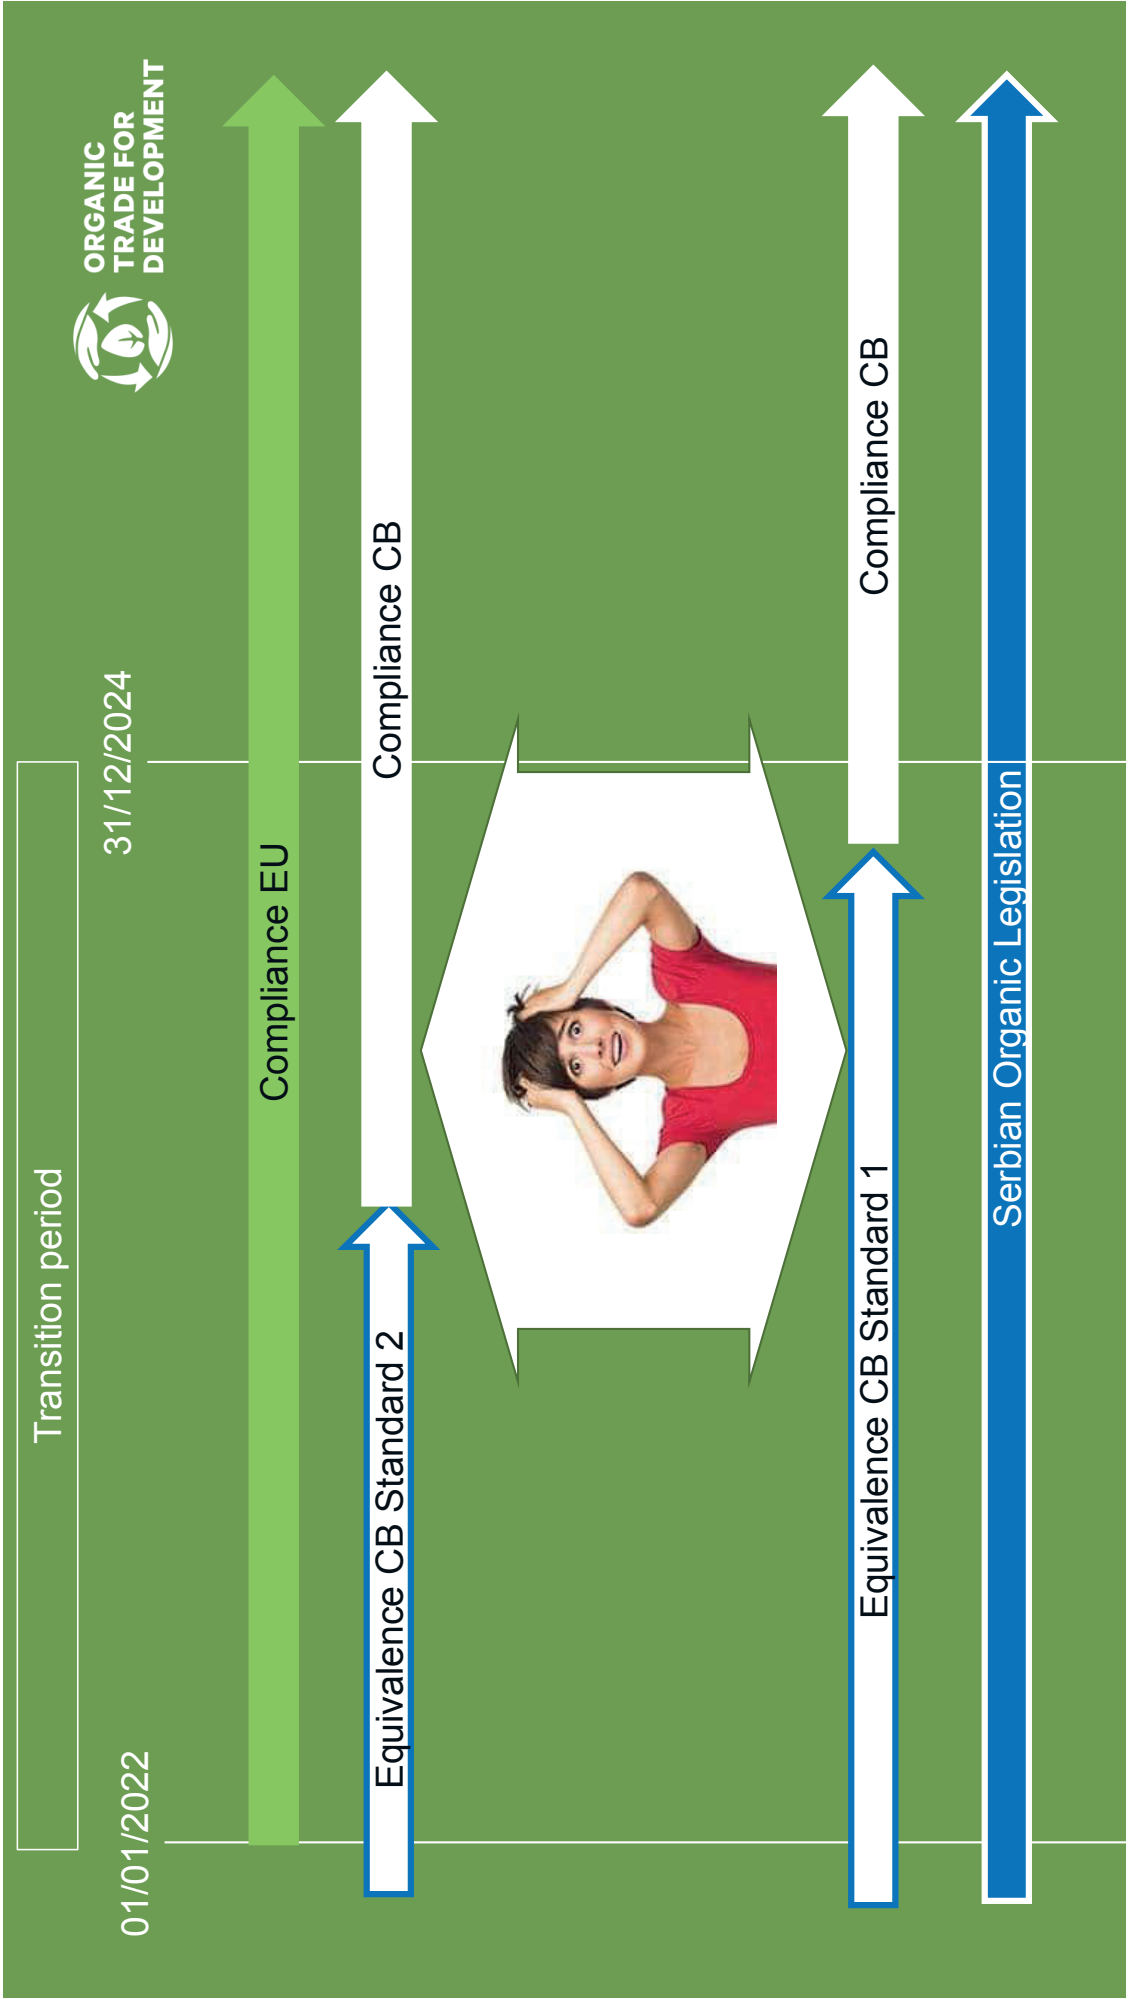 Transition period
ORGANIC
TRADE FOR
DEVELOPMENT
01/01/2022
31/12/2024
Compliance EU
Equivalence CB Standard 2
Compliance CB
Equivalence CB Standard 1
Compliance CB
Serbian Organic Legislation